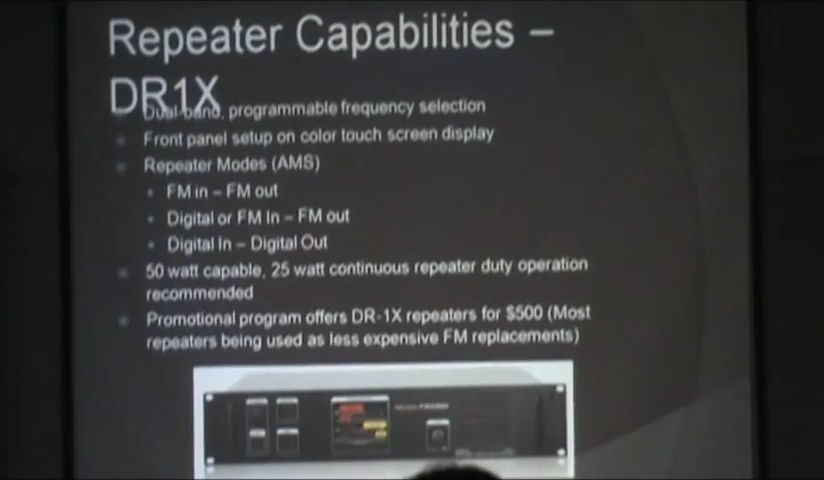 Repeater Capabilities –
DR1X
Dual-band, programmable frequency selection
Front panel setup on color touch screen display
Repeater Modes (AMS)
FM in – FM out
Digital or FM In – FM out
Digital In – Digital Out
50 watt capable, 25 watt continuous repeater duty operation
recommended
Promotional program offers DR-1X repeaters for $500 (Most
repeaters being used as less expensive FM replacements)